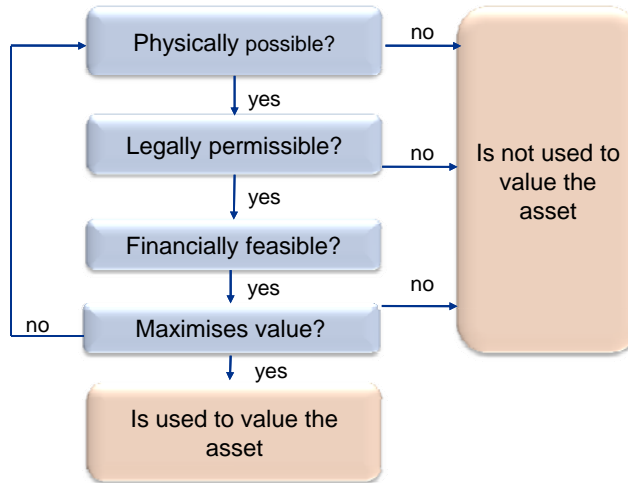 Physically possible?
no
yes
Legally permissible?
no
Is not used to
value the
asset
yes
Financially feasible?
yes
no
no
Maximises value?
yes
Is used to value the
asset